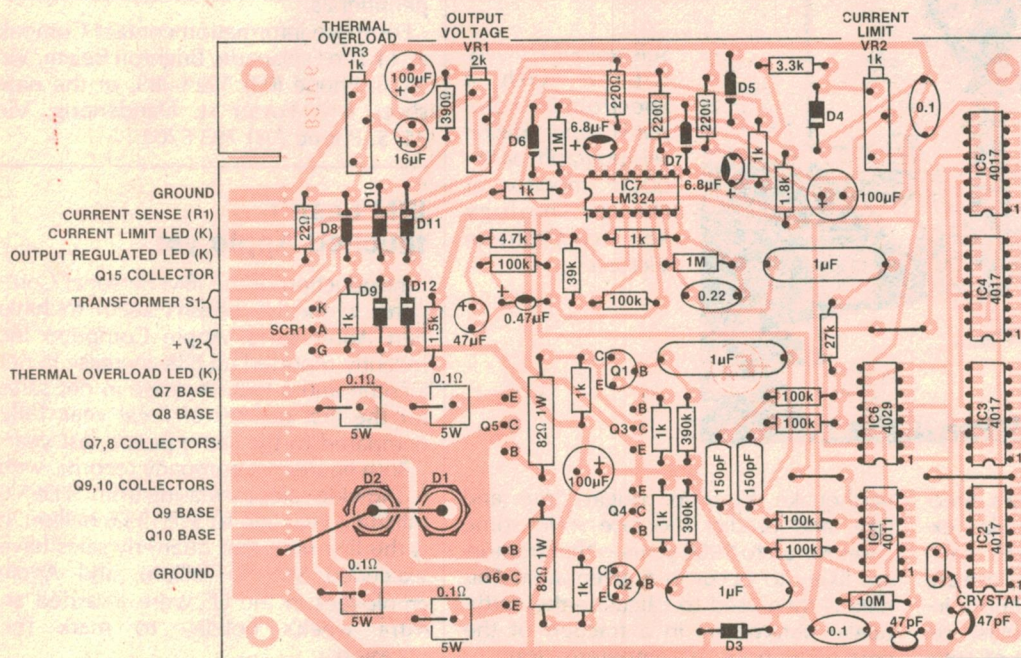 THERMAL OVERLOAD VR3
1k
OUTPUT VOLTAGE VR1
2k
CURRENT LIMIT VR2
1k
100µF
390Ω
16µF
D6
1M
6.8µF
220Ω
220Ω
D7
220Ω
D5
3.3k
D4
0.1
6.8µF
1k
1.8k
100µF
IC5 4017
1
IC7
LM324
1
1k
GROUND
CURRENT SENSE (R1)
CURRENT LIMIT LED (K)
OUTPUT REGULATED LED (K)
Q15 COLLECTOR
TRANSFORMER S1
+ V2
THERMAL OVERLOAD LED (K)
Q7 BASE
Q8 BASE
Q7,8 COLLECTORS
Q9,10 COLLECTORS
Q9 BASE
Q10 BASE
GROUND
22Ω
D8
D10
D11
4.7k
100k
39k
1k
1M
1µF
IC4 4017
1
K
SCR1 A
G
1k
D9
D12
1.5k
+
47µF
+
0.47µF
100k
0.22
27k
1µF
0.1Ω
5W
0.1Ω
5W
E
Q5 C
B
82Ω 1W
1k
C
Q1 B
E
B
Q3 C
E
1k
390k
100k
100k
IC6 4029
1
IC3 4017
1
150pF
150pF
100µF
D2
D1
E
Q4 C
B
1k
390k
100k
100k
IC1 4011
1
IC2 4017
1
B
Q6 C
E
82Ω 1W
1k
C
Q2 B
E
1µF
0.1Ω
5W
0.1Ω
5W
D3
10M
0.1
47pF
CRYSTAL
47pF